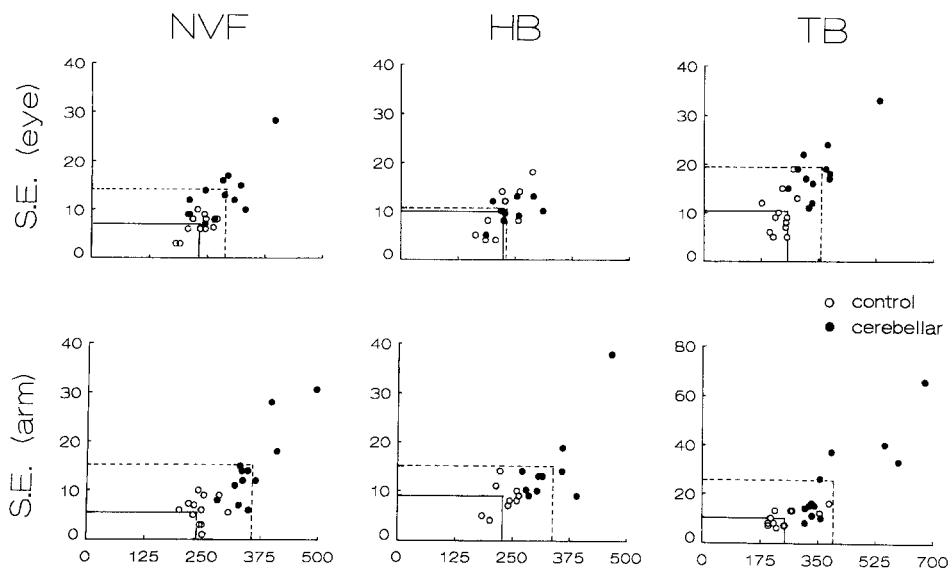 NVF HB TB
S.E. (eye)
40 40 40
30 30 30
20 20 20
10 10 10
0 0 0
○ control
● cerebellar
S.E. (arm)
40 40 80
30 30 60
20 20 40
10 10 20
0 0 0
0 125 250 375 500 0 125 250 375 500 0 175 350 525 700